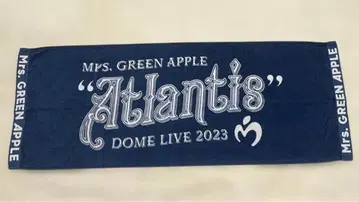 Mrs. GREEN APPLE
Mrs. GREEN APPLE
"Atlantis"
DOME LIVE 2023
Mrs. GREEN APPLE